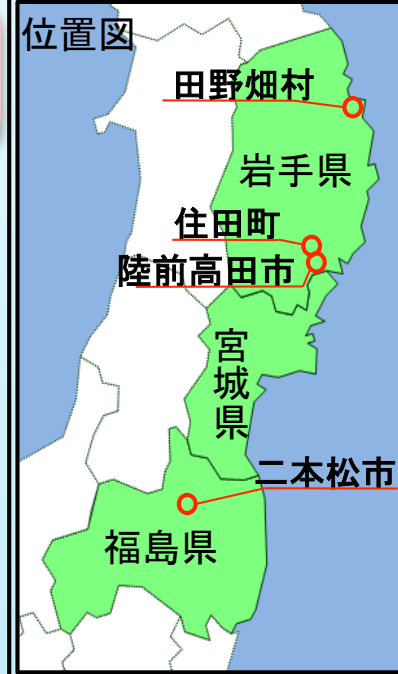 位置図
田野畑村
岩手県
住田町
陸前高田市
宮城県
二本松市
福島県